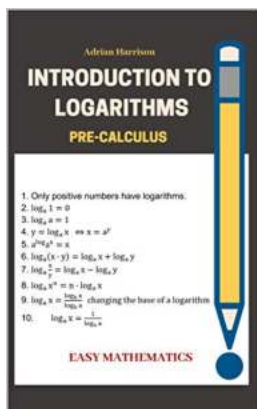 Adrian Harrison
INTRODUCTION TO
LOGARITHMS
PRE-CALCULUS
1. Only positive numbers have logarithms.
2. logₐ 1 = 0
3. logₐ a = 1
4. y = logₐ x ⇔ x = aʸ
5. a^(logₐ x) = x
6. logₐ(x · y) = logₐ x + logₐ y
7. logₐ x/y = logₐ x − logₐ y
8. logₐ xⁿ = n · logₐ x
9. logₐ x = log_b x / log_b a changing the base of a logarithm
10. logₐ x = 1 / logₓ a
EASY MATHEMATICS